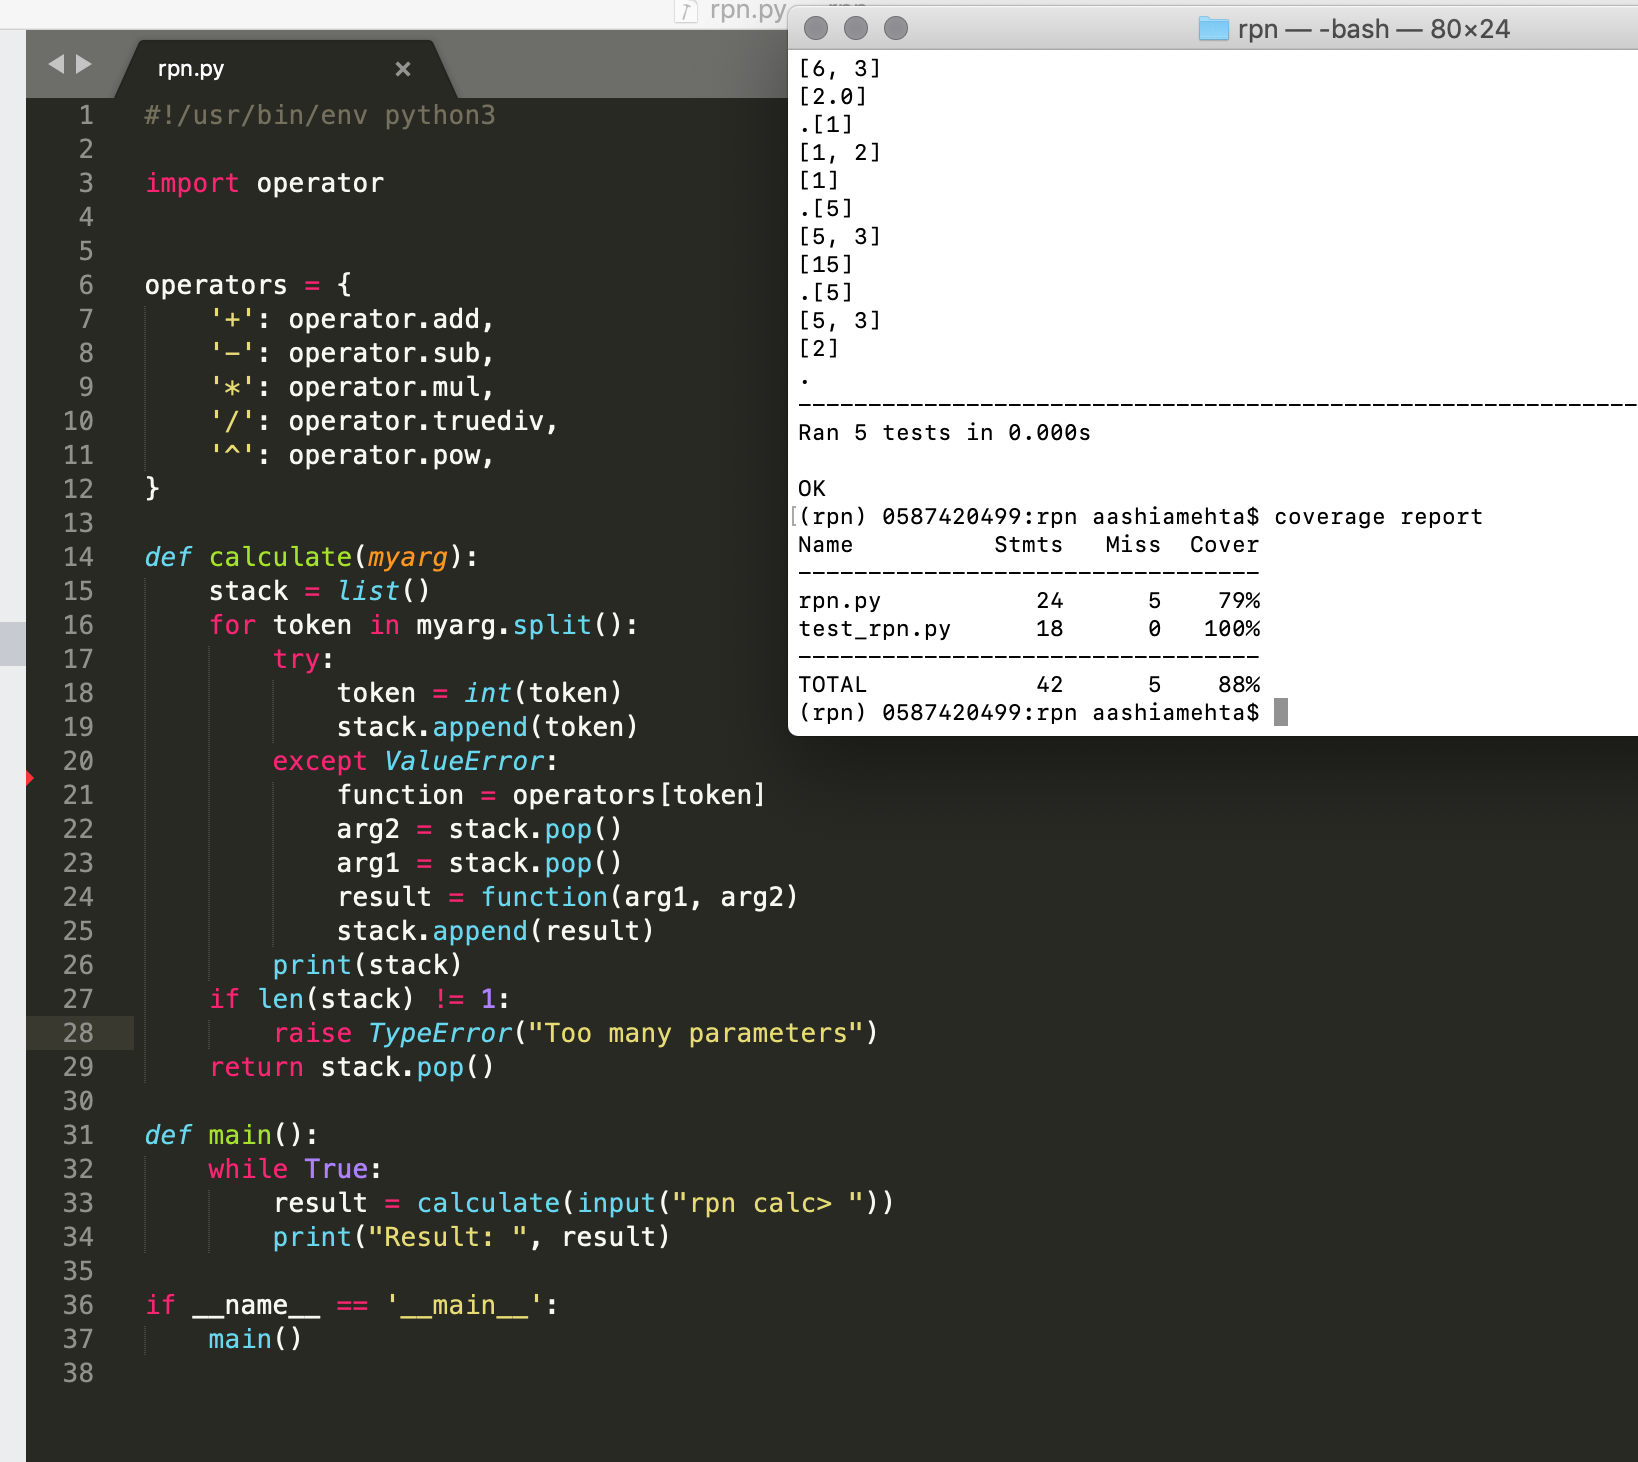 rpn.py
rpn.py ×
1 #!/usr/bin/env python3
2
3 import operator
4
5
6 operators = {
7     '+': operator.add,
8     '-': operator.sub,
9     '*': operator.mul,
10     '/': operator.truediv,
11     '^': operator.pow,
12 }
13
14 def calculate(myarg):
15     stack = list()
16     for token in myarg.split():
17         try:
18             token = int(token)
19             stack.append(token)
20         except ValueError:
21             function = operators[token]
22             arg2 = stack.pop()
23             arg1 = stack.pop()
24             result = function(arg1, arg2)
25             stack.append(result)
26         print(stack)
27     if len(stack) != 1:
28         raise TypeError("Too many parameters")
29     return stack.pop()
30
31 def main():
32     while True:
33         result = calculate(input("rpn calc> "))
34         print("Result: ", result)
35
36 if __name__ == '__main__':
37     main()
38
rpn — -bash — 80×24
[6, 3]
[2.0]
.[1]
[1, 2]
[1]
.[5]
[5, 3]
[15]
.[5]
[5, 3]
[2]
.
------------------------------------------------------------
Ran 5 tests in 0.000s
OK
[(rpn) 0587420499:rpn aashiamehta$ coverage report
Name          Stmts   Miss  Cover
---------------------------------
rpn.py           24      5    79%
test_rpn.py      18      0   100%
---------------------------------
TOTAL            42      5    88%
(rpn) 0587420499:rpn aashiamehta$